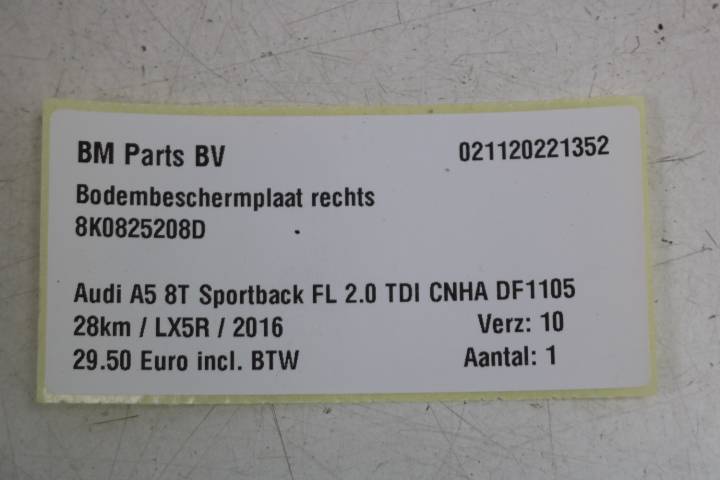 BM Parts BV 021120221352
Bodembeschermplaat rechts
8K0825208D
Audi A5 8T Sportback FL 2.0 TDI CNHA DF1105
28km / LX5R / 2016 Verz: 10
29.50 Euro incl. BTW Aantal: 1